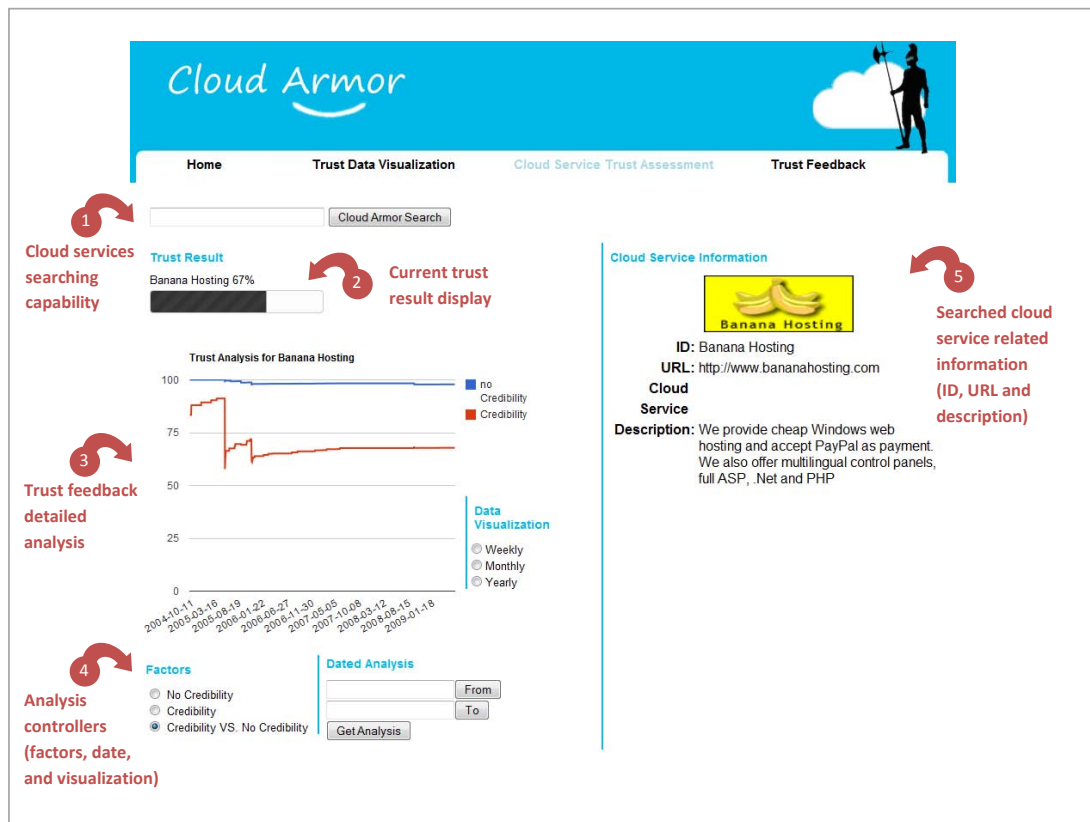 Cloud Armor
Home
Trust Data Visualization
Cloud Service Trust Assessment
Trust Feedback
1
Cloud services
searching
capability
Cloud Armor Search
Trust Result
Banana Hosting 67%
2
Current trust
result display
Trust Analysis for Banana Hosting
100
75
50
25
0
2004-10-11
2005-03-16
2005-08-19
2006-01-22
2006-06-27
2006-11-30
2007-05-05
2007-10-08
2008-03-12
2008-08-15
2009-01-18
no
Credibility
Credibility
3
Trust feedback
detailed
analysis
Data
Visualization
Weekly
Monthly
Yearly
4
Analysis
controllers
(factors, date,
and visualization)
Factors
No Credibility
Credibility
Credibility VS. No Credibility
Dated Analysis
From
To
Get Analysis
Cloud Service Information
Banana Hosting
ID: Banana Hosting
URL: http://www.bananahosting.com
Cloud
Service
Description: We provide cheap Windows web
hosting and accept PayPal as payment.
We also offer multilingual control panels,
full ASP, .Net and PHP
5
Searched cloud
service related
information
(ID, URL and
description)